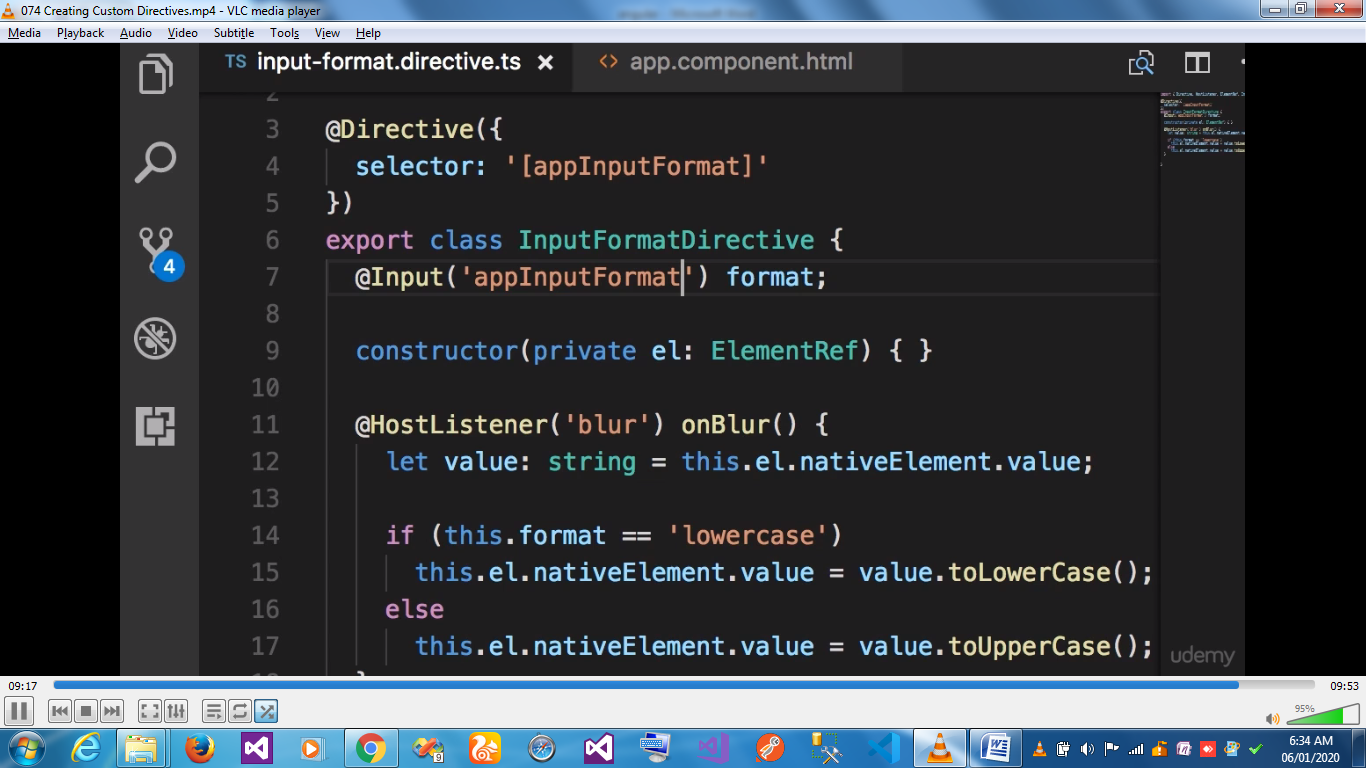 074 Creating Custom Directives.mp4 - VLC media player
Media Playback Audio Video Subtitle Tools View Help
TS input-format.directive.ts × <> app.component.html
2
3 @Directive({
4 selector: '[appInputFormat]'
5 })
6 export class InputFormatDirective {
7 @Input('appInputFormat') format;
8
9 constructor(private el: ElementRef) { }
10
11 @HostListener('blur') onBlur() {
12 let value: string = this.el.nativeElement.value;
13
14 if (this.format == 'lowercase')
15 this.el.nativeElement.value = value.toLowerCase();
16 else
17 this.el.nativeElement.value = value.toUpperCase();
4
udemy
09:17 09:53
95%
6:34 AM
06/01/2020